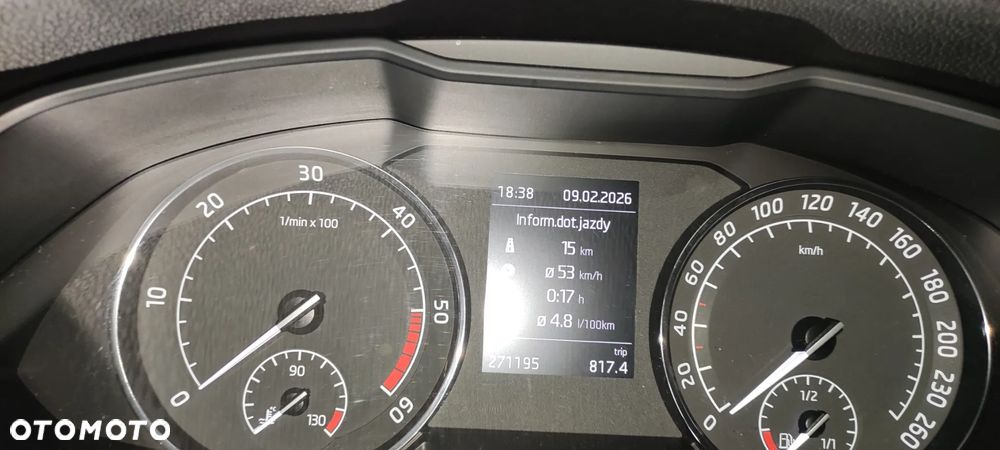 18:38 09.02.2026
Inform.dot.jazdy
15 km
ø 53 km/h
0:17 h
ø 4.8 l/100km
trip
271195 817.4
0 10 20 30 40 50 60
1/min x 100
90
130
°C
0 20 40 60 80 100 120 140 160 180 200 230 260
km/h
1/2
1/1
OTOMOTO